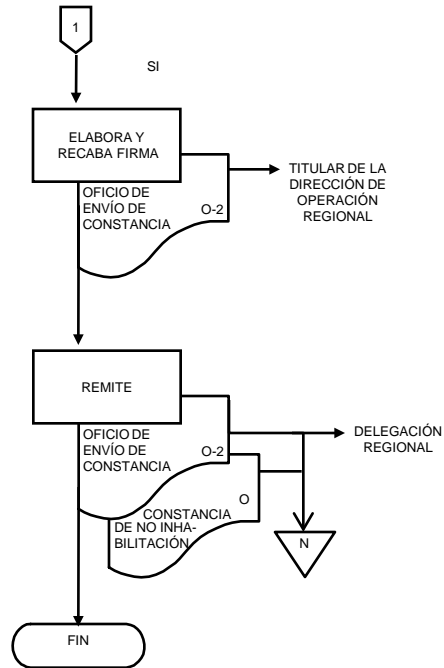 1
SI
ELABORA Y
RECABA FIRMA
TITULAR DE LA
DIRECCIÓN DE
OPERACIÓN
REGIONAL
OFICIO DE
ENVÍO DE
CONSTANCIA
O-2
REMITE
DELEGACIÓN
REGIONAL
OFICIO DE
ENVÍO DE
CONSTANCIA
O-2
O
CONSTANCIA
DE NO INHA-
BILITACIÓN
N
FIN